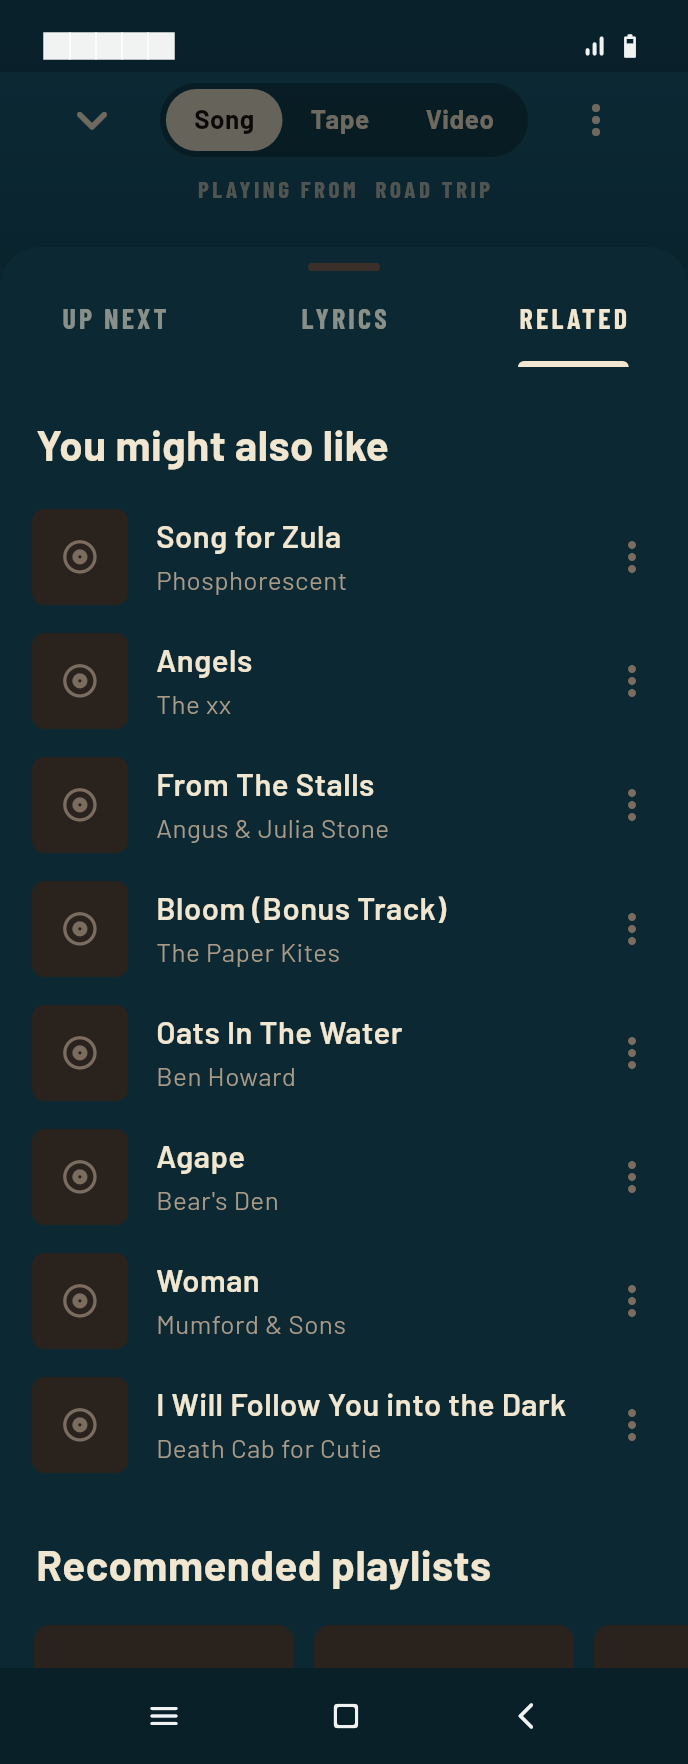 Song Tape Video
PLAYING FROM ROAD TRIP
UP NEXT LYRICS RELATED
You might also like
Song for Zula
Phosphorescent
Angels
The xx
From The Stalls
Angus & Julia Stone
Bloom (Bonus Track)
The Paper Kites
Oats In The Water
Ben Howard
Agape
Bear's Den
Woman
Mumford & Sons
I Will Follow You into the Dark
Death Cab for Cutie
Recommended playlists